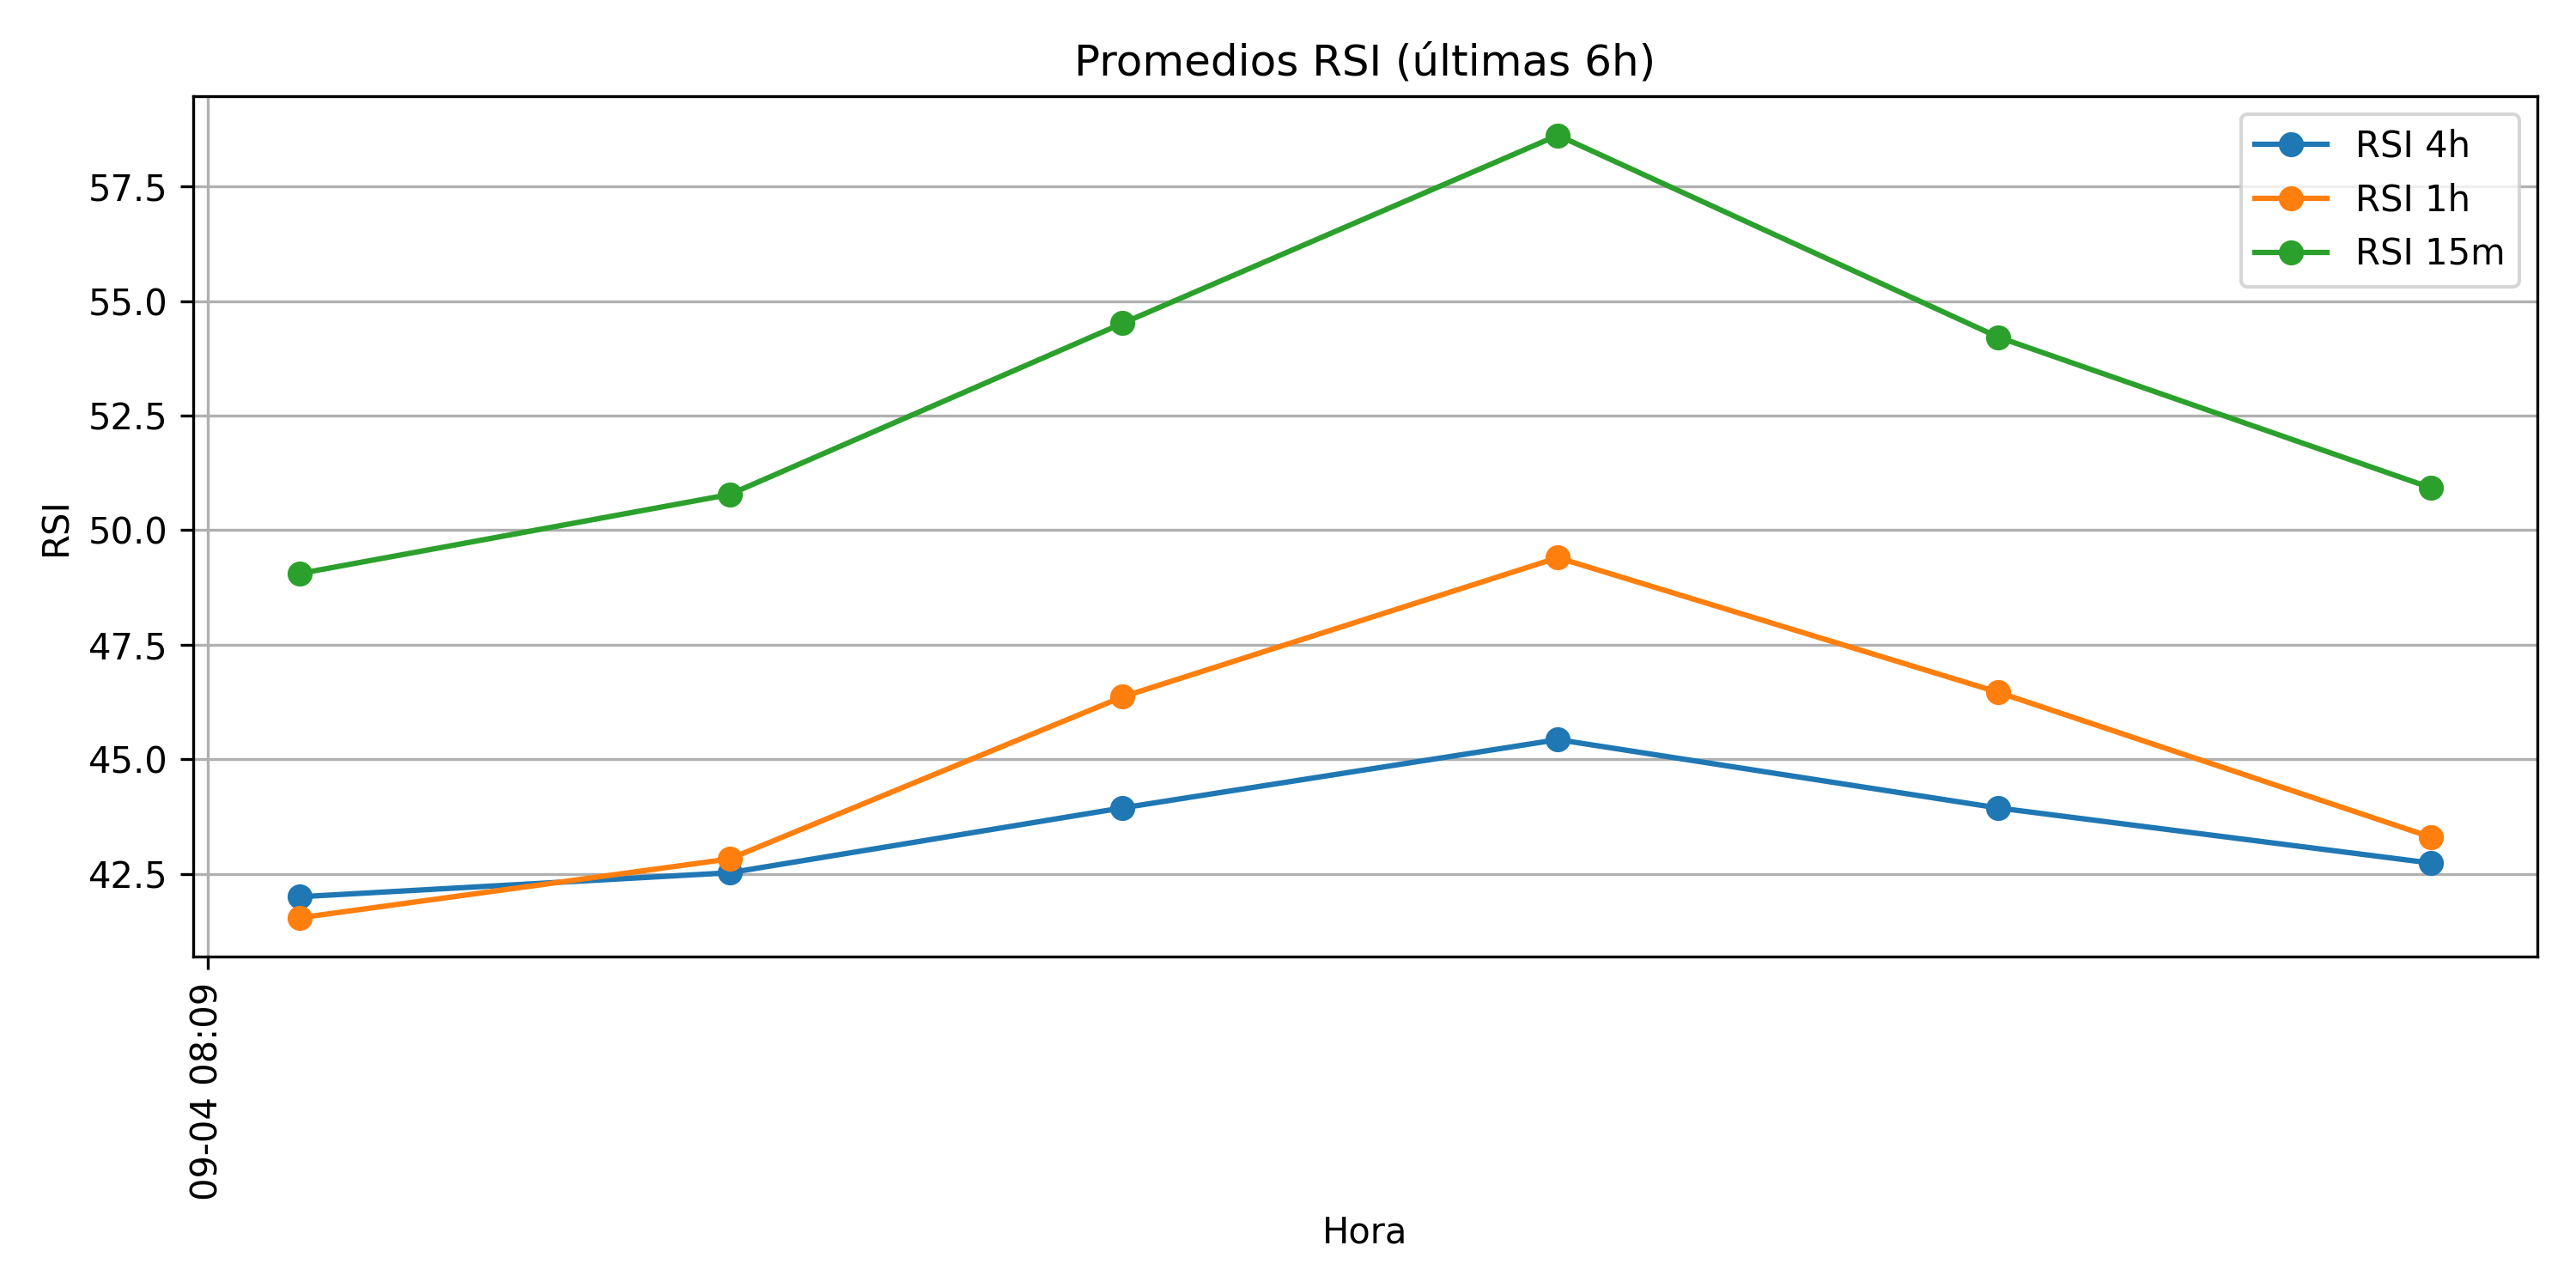 Promedios RSI (últimas 6h)
RSI 4h
RSI 1h
RSI 15m
57.5
55.0
52.5
50.0
47.5
45.0
42.5
RSI
09-04 08:09
Hora